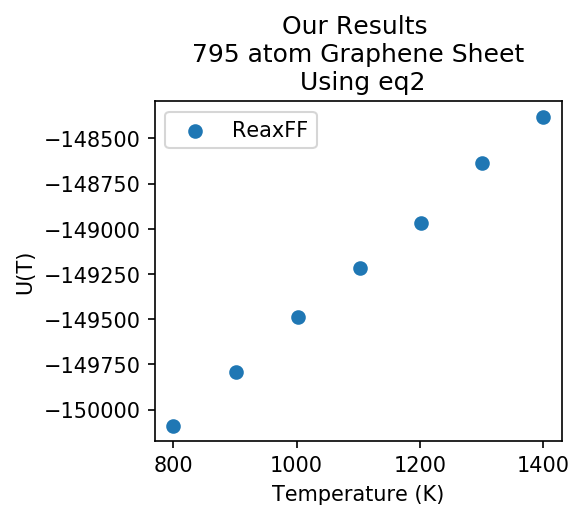 Our Results
795 atom Graphene Sheet
Using eq2
ReaxFF
−148500
−148750
−149000
−149250
−149500
−149750
−150000
U(T)
800
1000
1200
1400
Temperature (K)